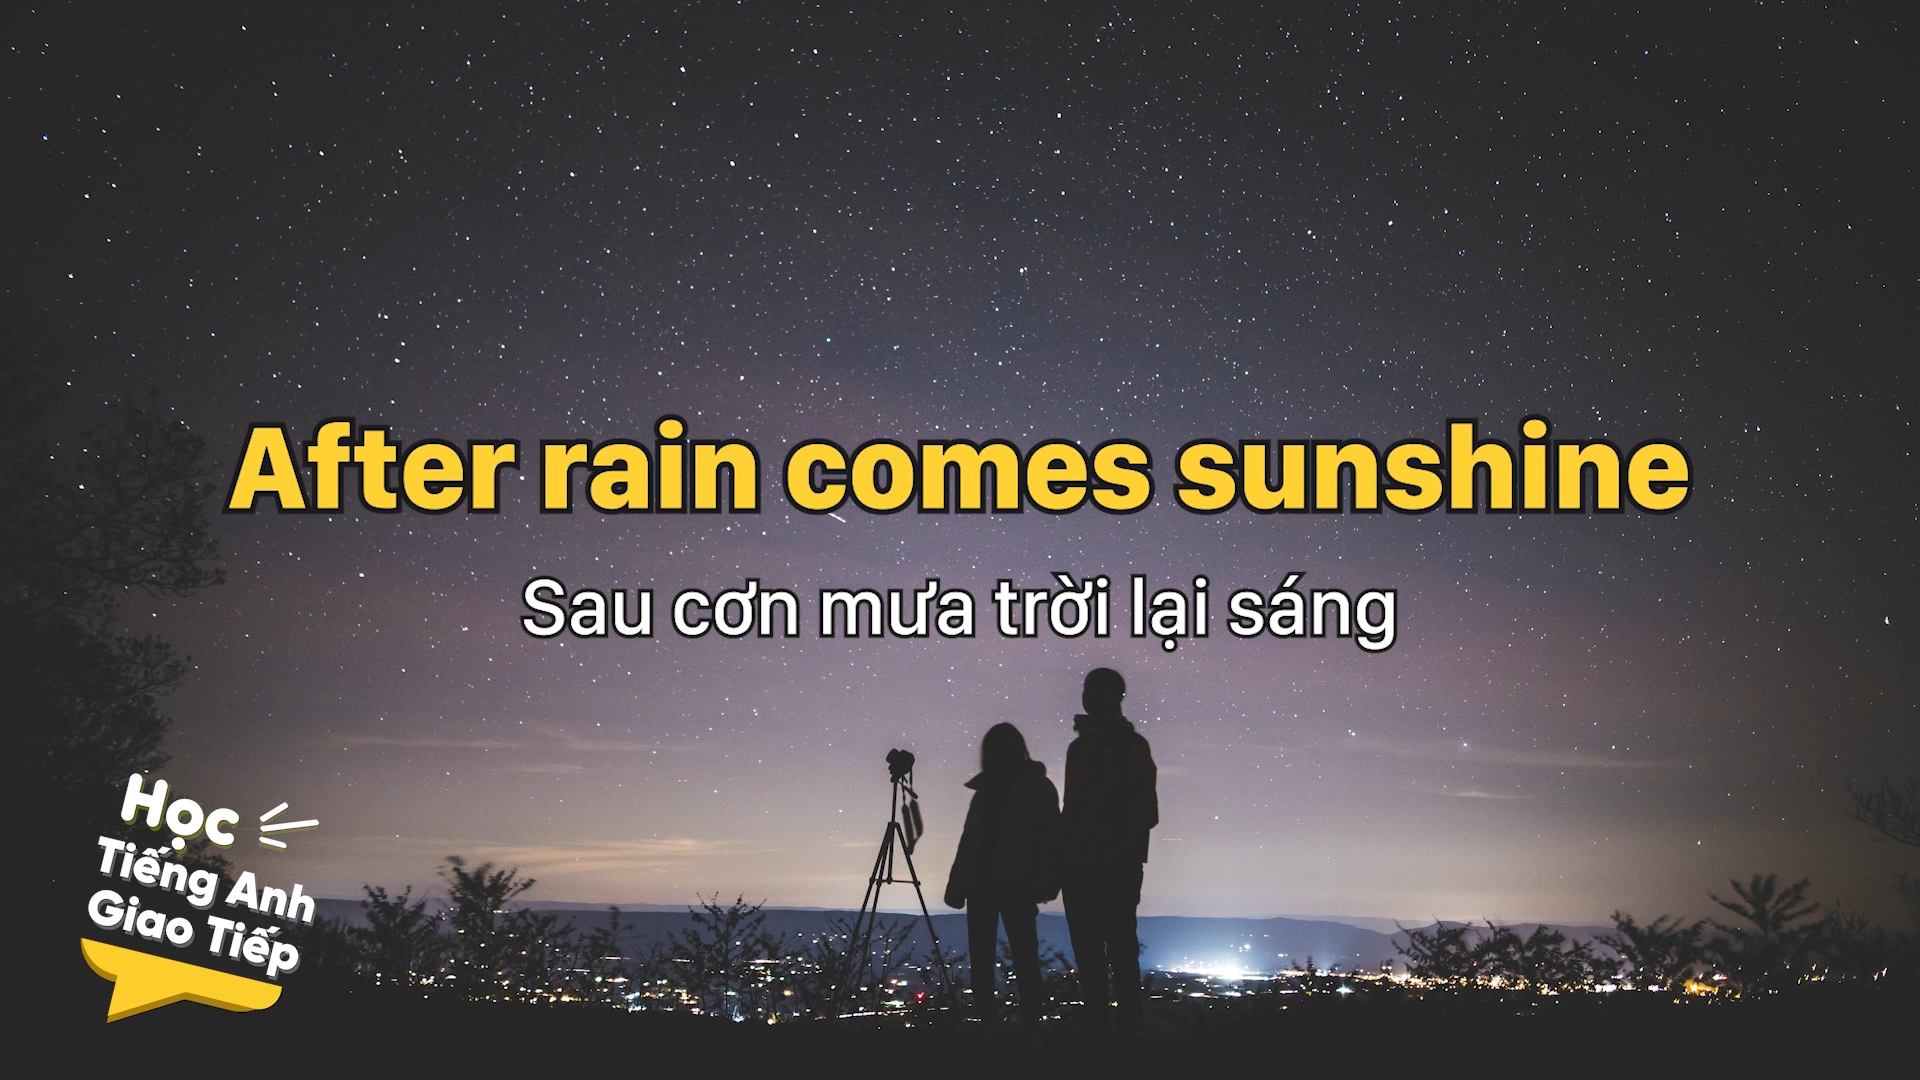 After rain comes sunshine
Sau cơn mưa trời lại sáng
Học
Tiếng Anh
Giao Tiếp